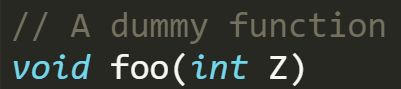 // A dummy function
void foo(int Z)